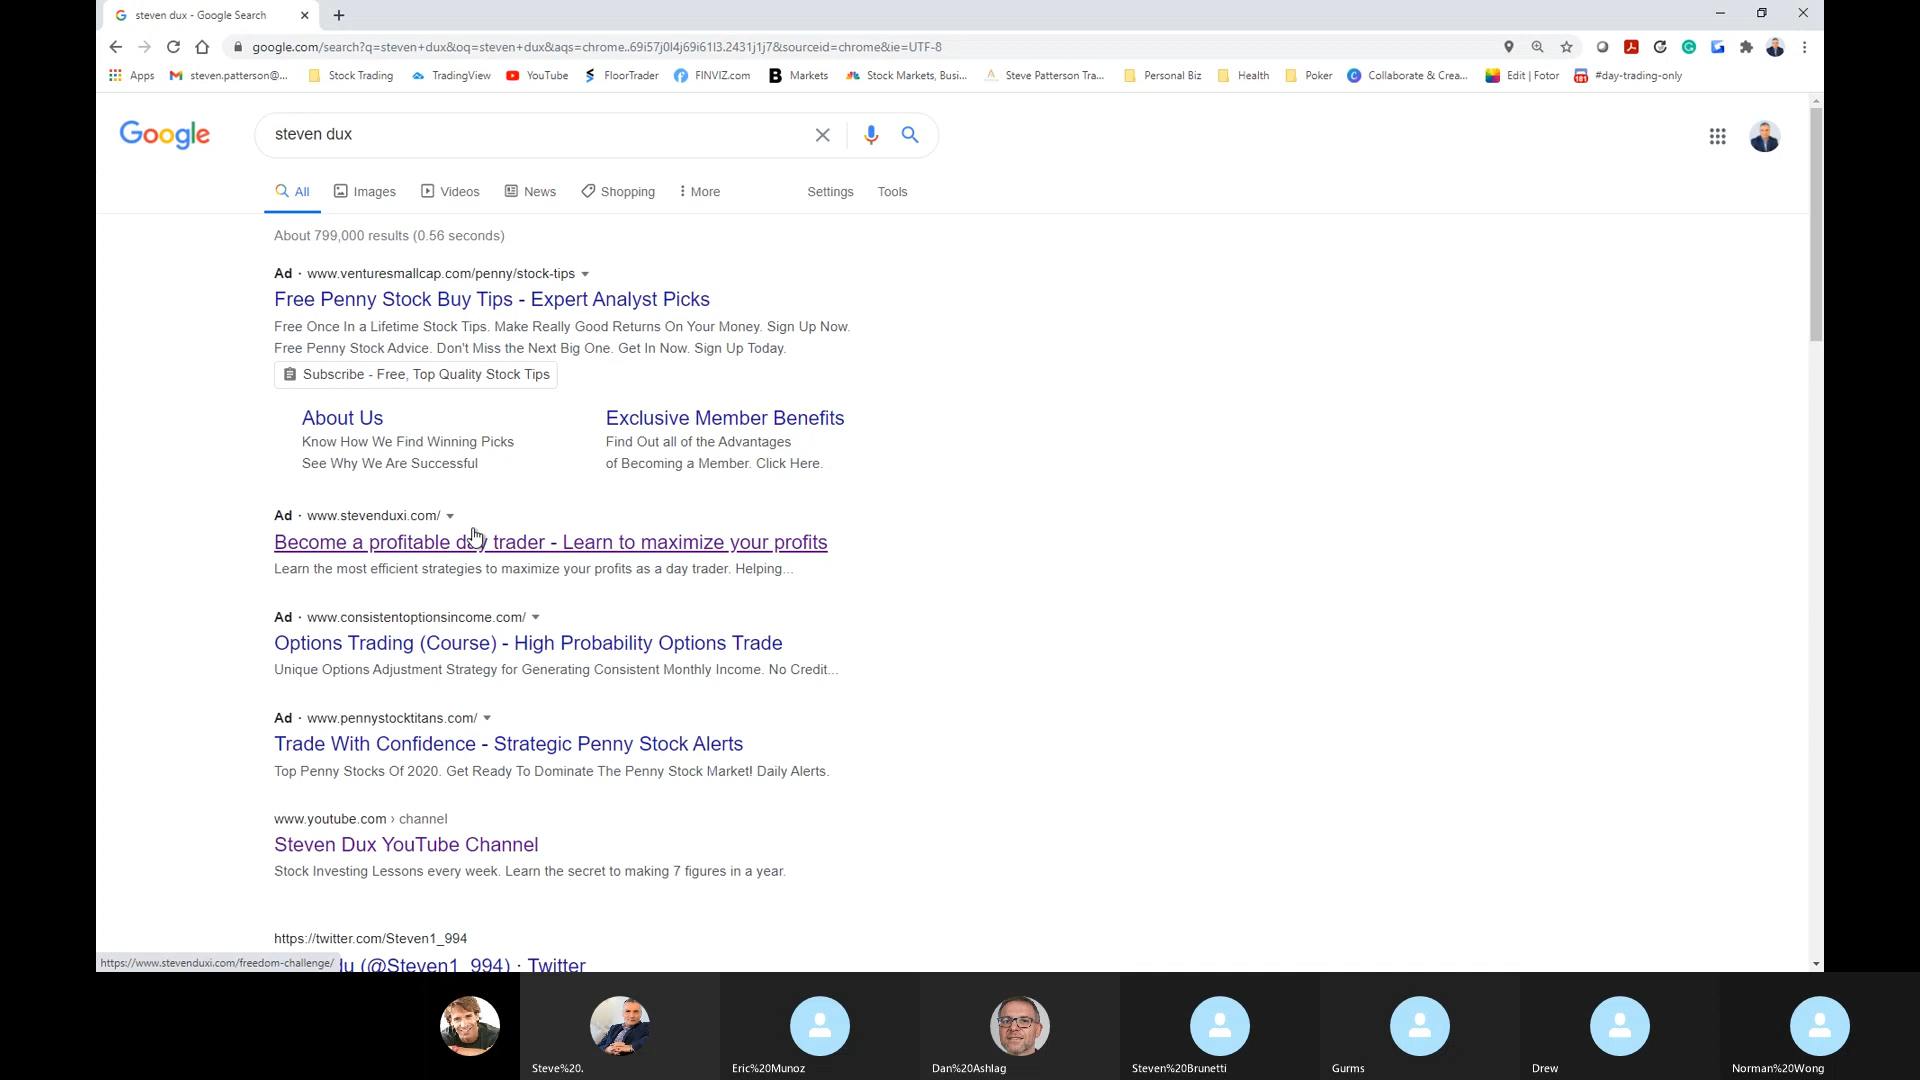 steven dux - Google Search
google.com/search?q=steven+dux&oq=steven+dux&aqs=chrome..69i57j0l4j69i61l3.2431j1j7&sourceid=chrome&ie=UTF-8
Apps steven.patterson@... Stock Trading TradingView YouTube FloorTrader FINVIZ.com Markets Stock Markets, Busi... Steve Patterson Tra... Personal Biz Health Poker Collaborate & Crea... Edit | Fotor #day-trading-only
Google
steven dux
All Images Videos News Shopping More Settings Tools
About 799,000 results (0.56 seconds)
Ad · www.venturesmallcap.com/penny/stock-tips
Free Penny Stock Buy Tips - Expert Analyst Picks
Free Once In a Lifetime Stock Tips. Make Really Good Returns On Your Money. Sign Up Now.
Free Penny Stock Advice. Don't Miss the Next Big One. Get In Now. Sign Up Today.
Subscribe - Free, Top Quality Stock Tips
About Us
Know How We Find Winning Picks
See Why We Are Successful
Exclusive Member Benefits
Find Out all of the Advantages
of Becoming a Member. Click Here.
Ad · www.stevenduxi.com/
Become a profitable day trader - Learn to maximize your profits
Learn the most efficient strategies to maximize your profits as a day trader. Helping...
Ad · www.consistentoptionsincome.com/
Options Trading (Course) - High Probability Options Trade
Unique Options Adjustment Strategy for Generating Consistent Monthly Income. No Credit...
Ad · www.pennystocktitans.com/
Trade With Confidence - Strategic Penny Stock Alerts
Top Penny Stocks Of 2020. Get Ready To Dominate The Penny Stock Market! Daily Alerts.
www.youtube.com › channel
Steven Dux YouTube Channel
Stock Investing Lessons every week. Learn the secret to making 7 figures in a year.
https://twitter.com/Steven1_994
(@Steven1_994) · Twitter
https://www.stevenduxi.com/freedom-challenge/
Steve%20.
Eric%20Munoz
Dan%20Ashlag
Steven%20Brunetti
Gurms
Drew
Norman%20Wong